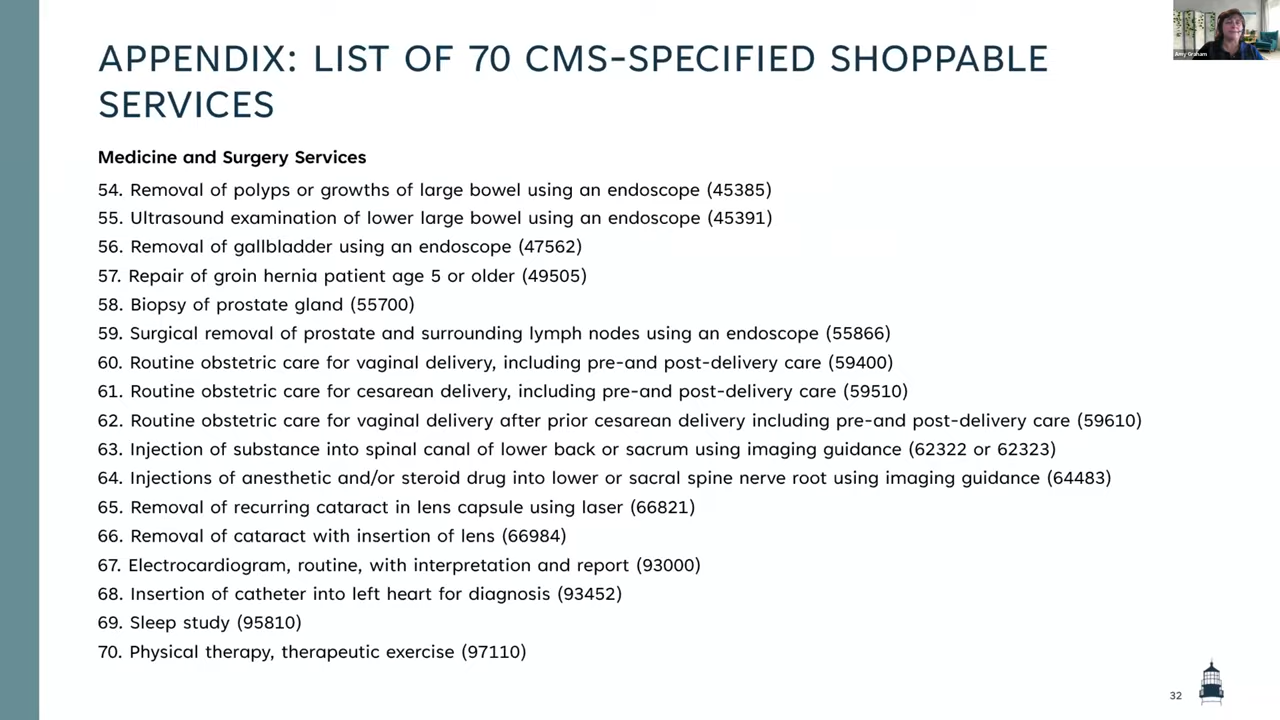 APPENDIX: LIST OF 70 CMS-SPECIFIED SHOPPABLE
SERVICES
Amy Graham
Medicine and Surgery Services
54. Removal of polyps or growths of large bowel using an endoscope (45385)
55. Ultrasound examination of lower large bowel using an endoscope (45391)
56. Removal of gallbladder using an endoscope (47562)
57. Repair of groin hernia patient age 5 or older (49505)
58. Biopsy of prostate gland (55700)
59. Surgical removal of prostate and surrounding lymph nodes using an endoscope (55866)
60. Routine obstetric care for vaginal delivery, including pre-and post-delivery care (59400)
61. Routine obstetric care for cesarean delivery, including pre-and post-delivery care (59510)
62. Routine obstetric care for vaginal delivery after prior cesarean delivery including pre-and post-delivery care (59610)
63. Injection of substance into spinal canal of lower back or sacrum using imaging guidance (62322 or 62323)
64. Injections of anesthetic and/or steroid drug into lower or sacral spine nerve root using imaging guidance (64483)
65. Removal of recurring cataract in lens capsule using laser (66821)
66. Removal of cataract with insertion of lens (66984)
67. Electrocardiogram, routine, with interpretation and report (93000)
68. Insertion of catheter into left heart for diagnosis (93452)
69. Sleep study (95810)
70. Physical therapy, therapeutic exercise (97110)
32